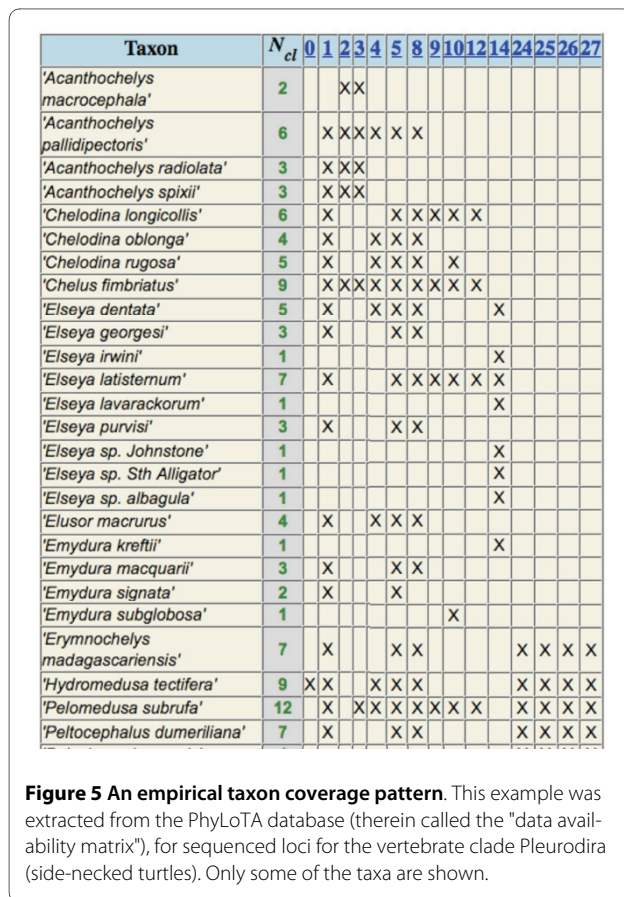 Taxon N_cl 0 1 2 3 4 5 8 9 10 12 14 24 25 26 27
'Acanthochelys
macrocephala' 2 X X
'Acanthochelys
pallidipectoris' 6 X X X X X X
'Acanthochelys radiolata' 3 X X X
'Acanthochelys spixii' 3 X X X
'Chelodina longicollis' 6 X X X X X X
'Chelodina oblonga' 4 X X X X
'Chelodina rugosa' 5 X X X X X
'Chelus fimbriatus' 9 X X X X X X X X X
'Elseya dentata' 5 X X X X X
'Elseya georgesi' 3 X X X
'Elseya irwini' 1 X
'Elseya latisternum' 7 X X X X X X X
'Elseya lavarackorum' 1 X
'Elseya purvisi' 3 X X X
'Elseya sp. Johnstone' 1 X
'Elseya sp. Sth Alligator' 1 X
'Elseya sp. albagula' 1 X
'Elusor macrurus' 4 X X X X
'Emydura kreftii' 1 X
'Emydura macquarii' 3 X X X
'Emydura signata' 2 X X
'Emydura subglobosa' 1 X
'Erymnochelys
madagascariensis' 7 X X X X X X X
'Hydromedusa tectifera' 9 X X X X X X X X X
'Pelomedusa subrufa' 12 X X X X X X X X X X X X
'Peltocephalus dumeriliana' 7 X X X X X X X
Figure 5 An empirical taxon coverage pattern. This example was
extracted from the PhyLoTA database (therein called the "data avail-
ability matrix"), for sequenced loci for the vertebrate clade Pleurodira
(side-necked turtles). Only some of the taxa are shown.